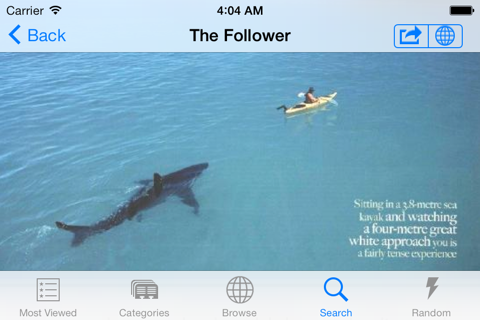 Carrier 4:04 AM
Back The Follower
Sitting in a 3.8-metre sea
kayak and watching
a four-metre great
white approach you is
a fairly tense experience
Most Viewed Categories Browse Search Random